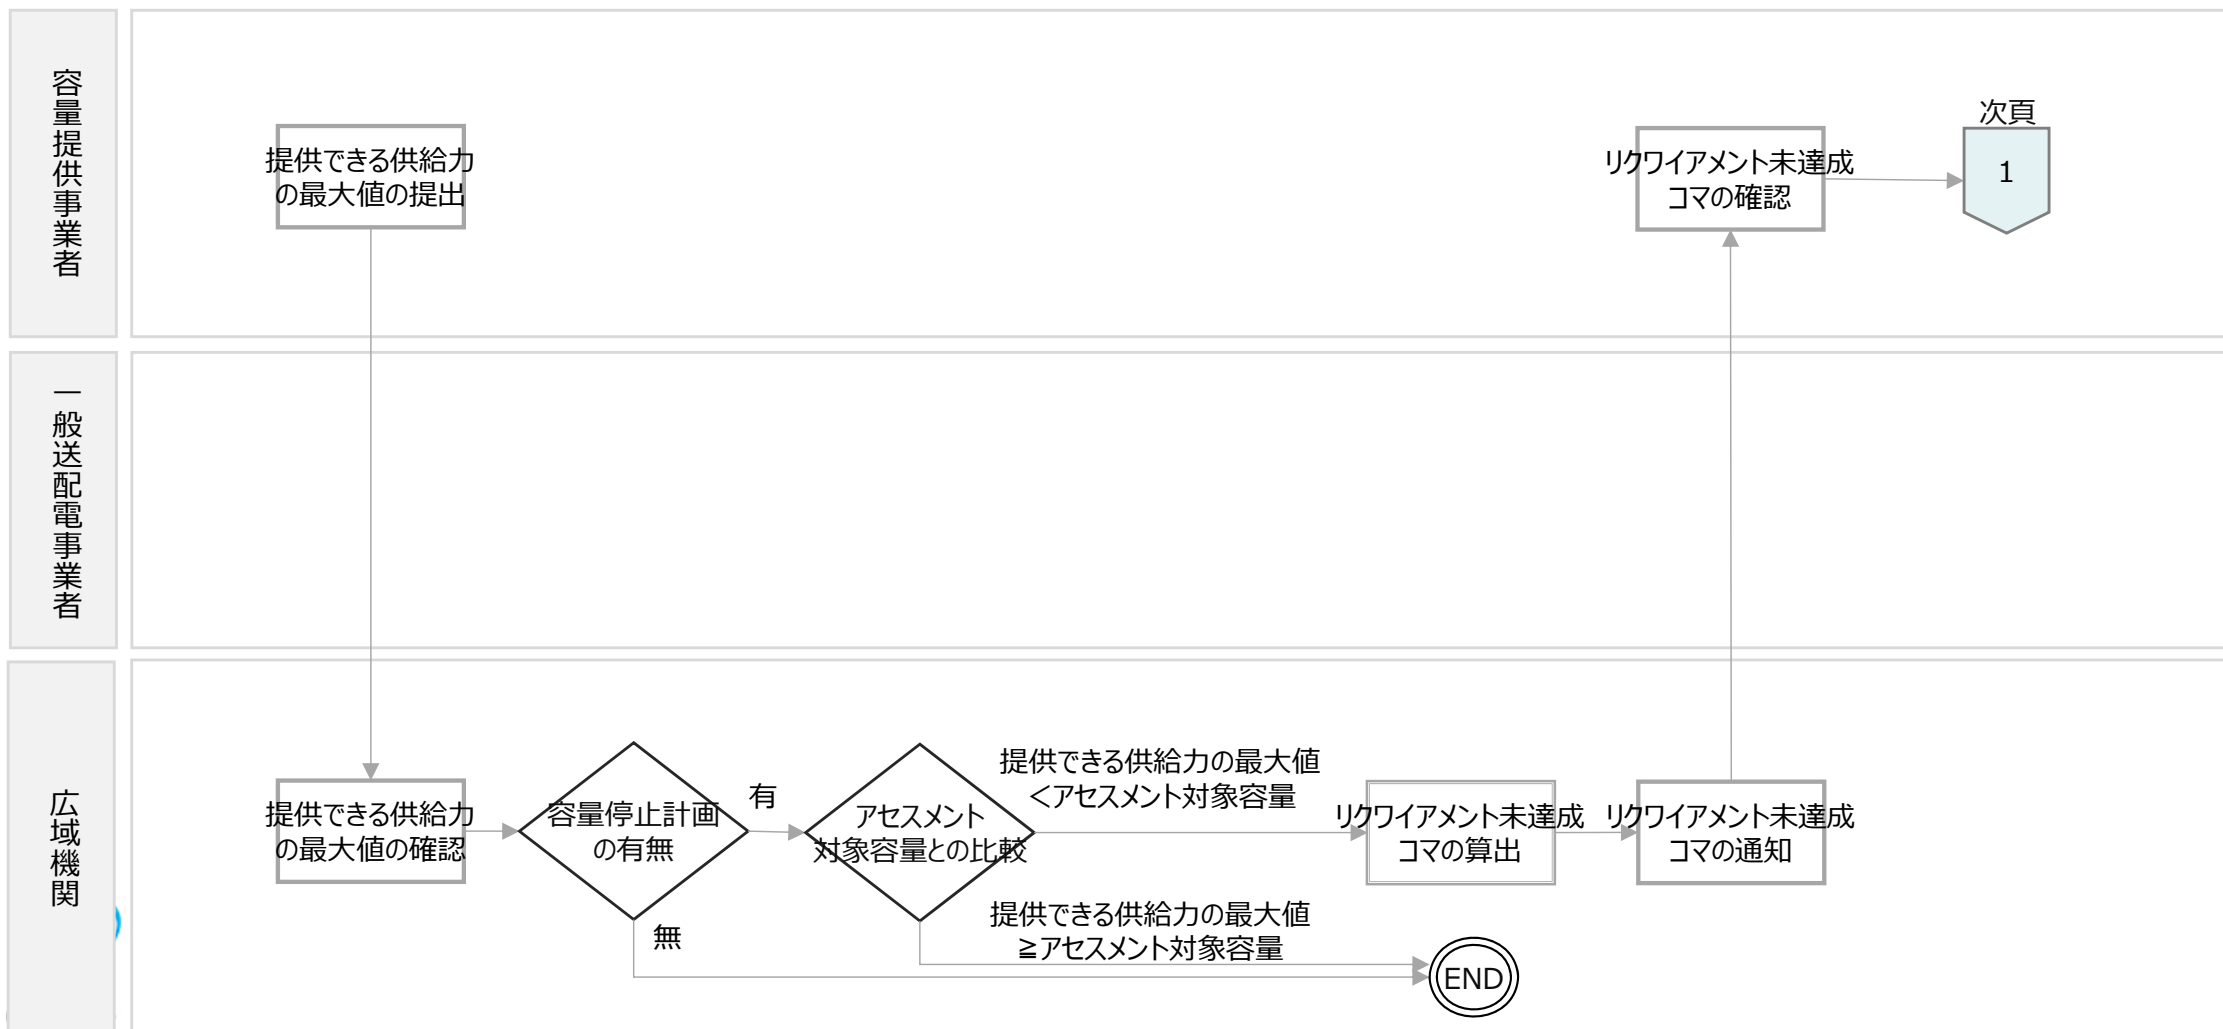 容量提供事業者
提供できる供給力
の最大値の提出
リクワイアメント未達成
コマの確認
次頁
1
一般送配電事業者
広域機関
提供できる供給力
の最大値の確認
容量停止計画
の有無
有
無
アセスメント
対象容量との比較
提供できる供給力の最大値
＜アセスメント対象容量
提供できる供給力の最大値
≧アセスメント対象容量
リクワイアメント未達成
コマの算出
リクワイアメント未達成
コマの通知
END